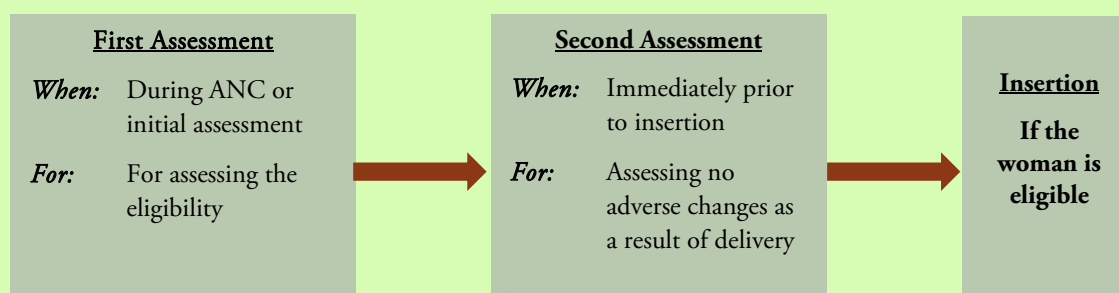 First Assessment
When: During ANC or
initial assessment
For: For assessing the
eligibility
Second Assessment
When: Immediately prior
to insertion
For: Assessing no
adverse changes as
a result of delivery
Insertion
If the
woman is
eligible